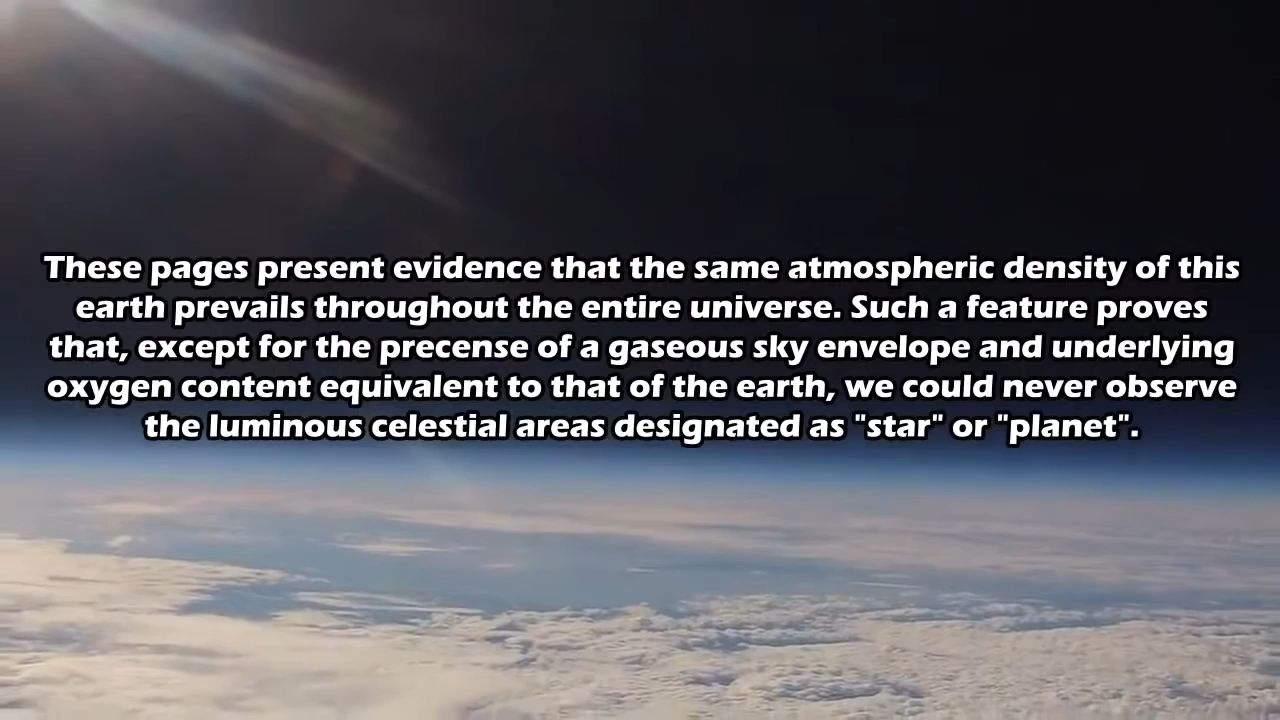 These pages present evidence that the same atmospheric density of this
earth prevails throughout the entire universe. Such a feature proves
that, except for the precense of a gaseous sky envelope and underlying
oxygen content equivalent to that of the earth, we could never observe
the luminous celestial areas designated as "star" or "planet".